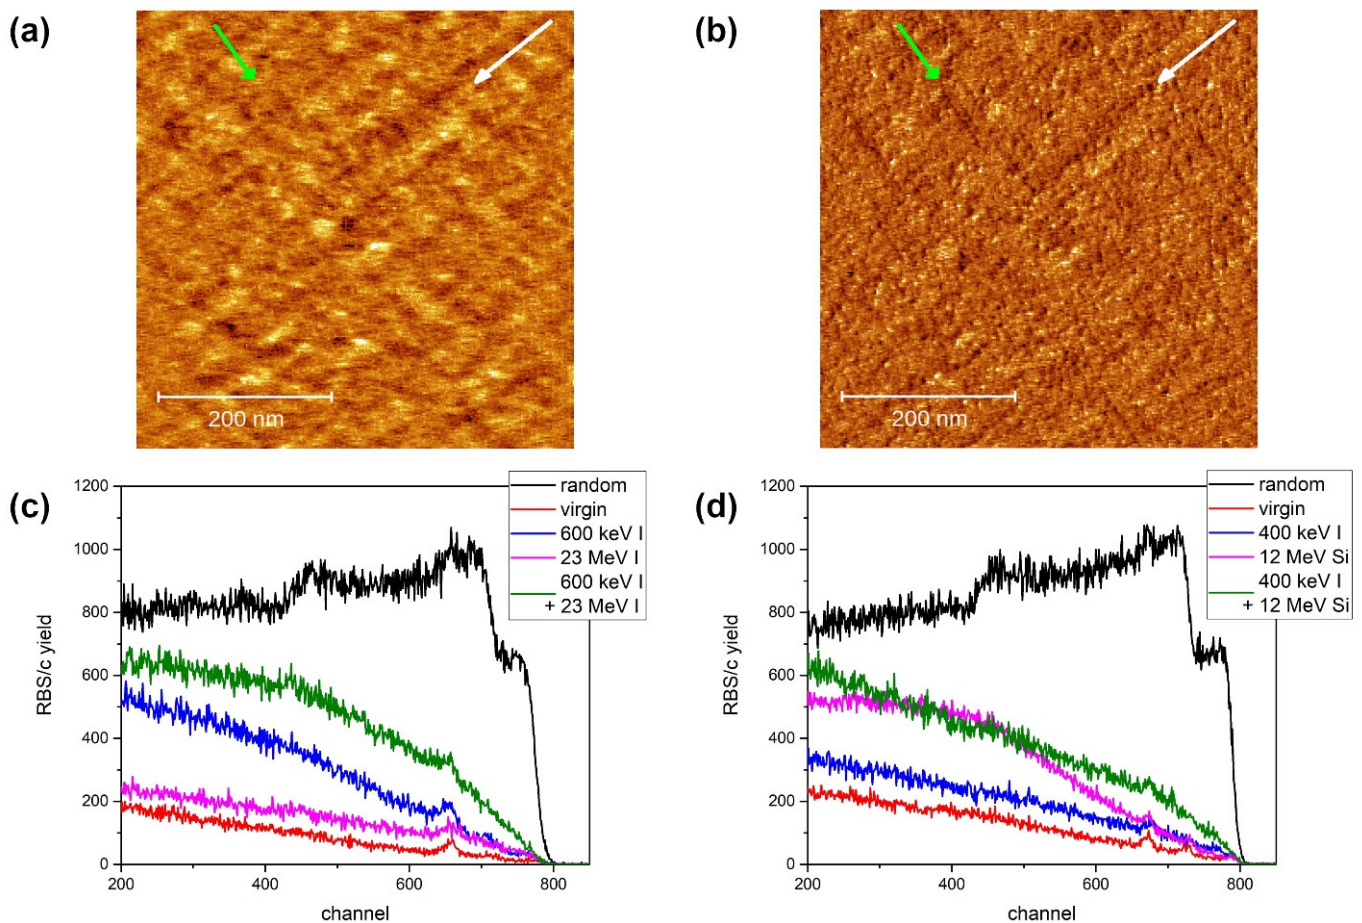 (a)
(b)
200 nm
200 nm
(c)
1200
1000
800
600
400
200
0
RBS/c yield
200
400
600
800
channel
random
virgin
600 keV I
23 MeV I
600 keV I
+ 23 MeV I
(d)
1200
1000
800
600
400
200
0
RBS/c yield
200
400
600
800
channel
random
virgin
400 keV I
12 MeV Si
400 keV I
+ 12 MeV Si